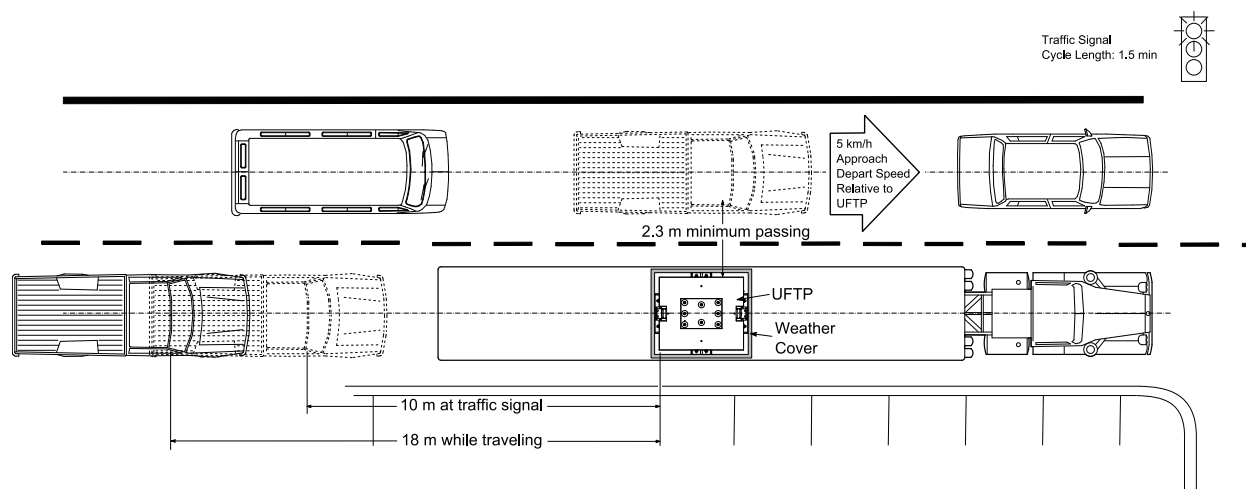 Traffic Signal
Cycle Length: 1.5 min
5 km/h
Approach
Depart Speed
Relative to
UFTP
2.3 m minimum passing
UFTP
Weather
Cover
10 m at traffic signal
18 m while traveling